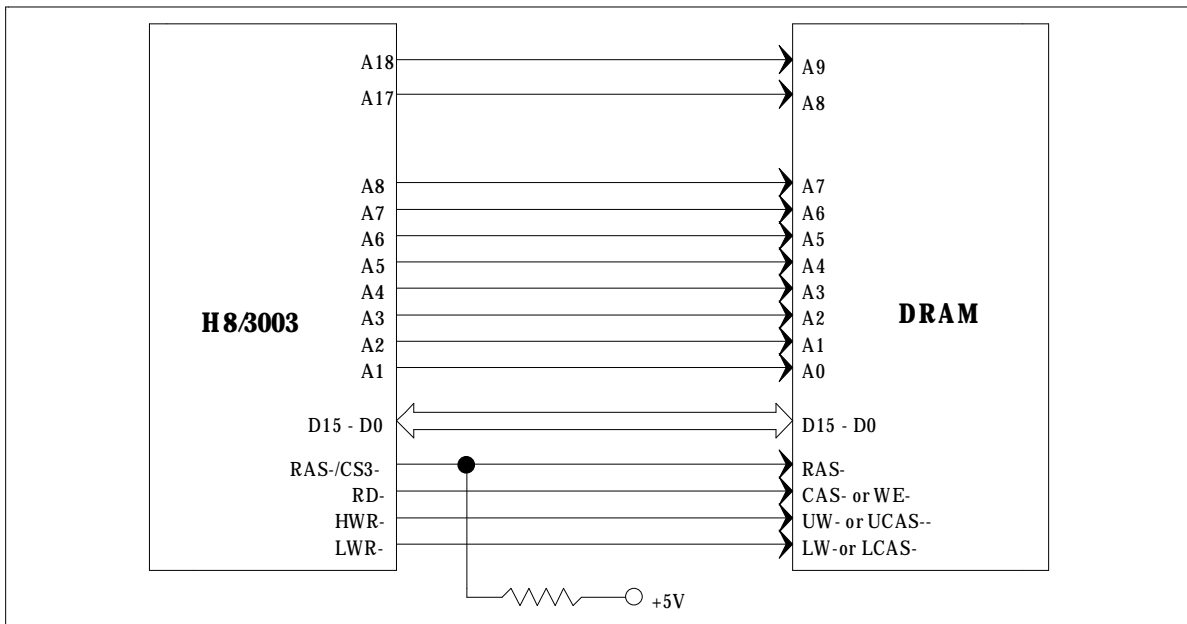 A18 A9
A17 A8
A8 A7
A7 A6
A6 A5
A5 A4
A4 A3
A3 A2
H8/3003 DRAM
A2 A1
A1 A0
D15 - D0 D15 - D0
RAS-/CS3- RAS-
RD- CAS- or WE-
HWR- UW- or UCAS--
LWR- LW-or LCAS-
+5V